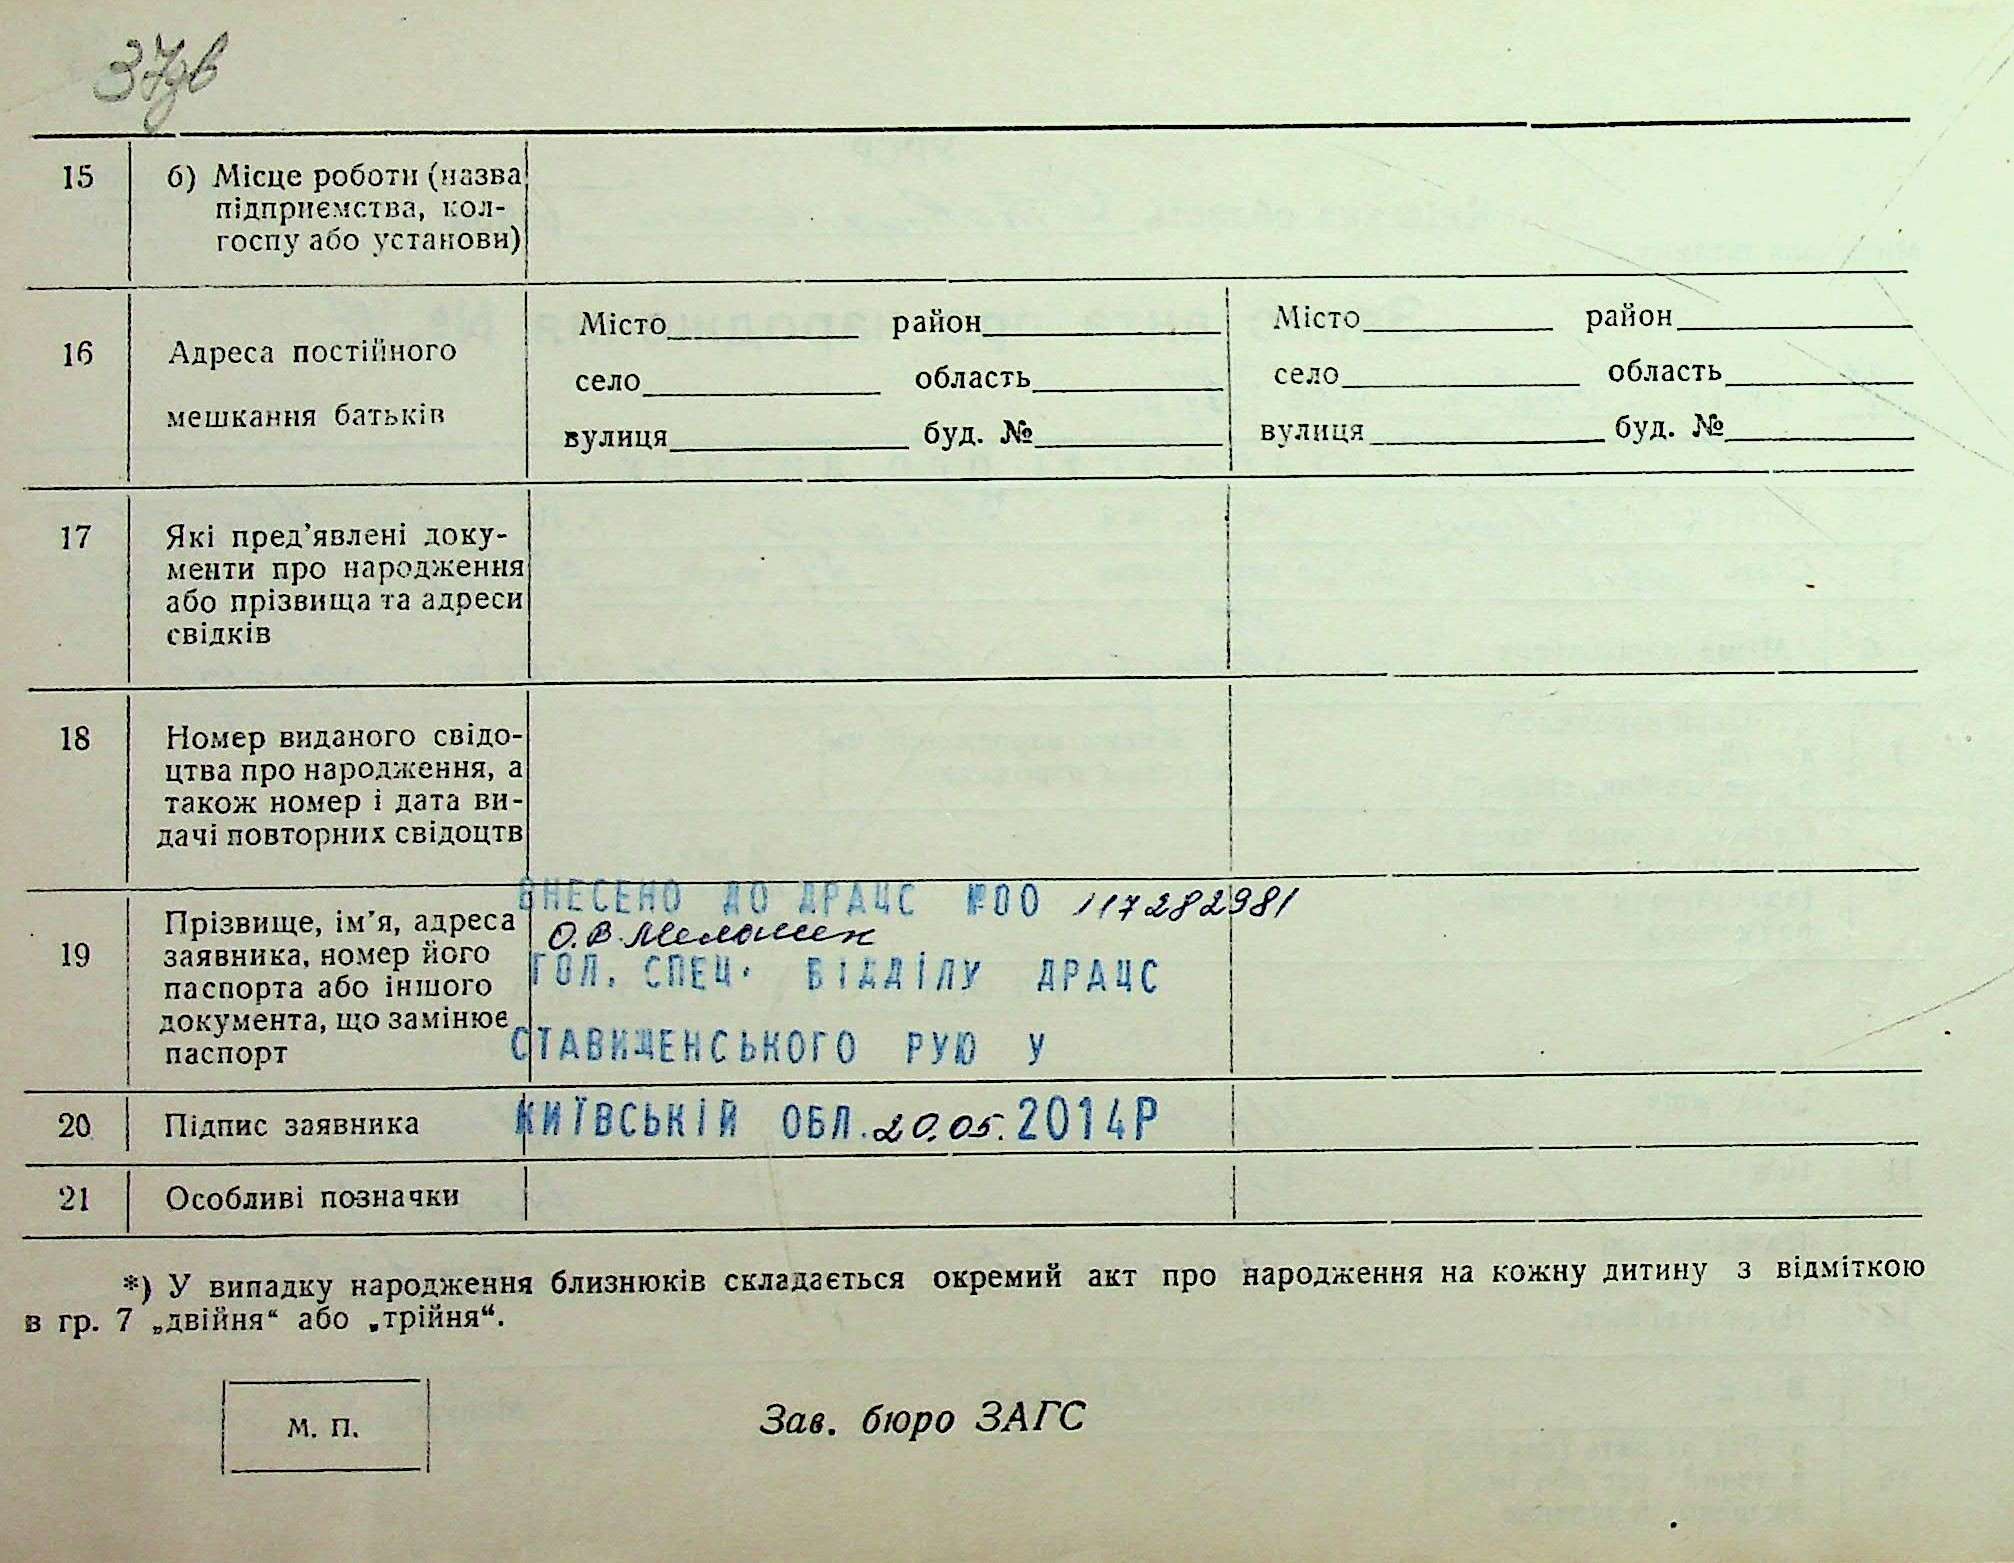 37зв
15 б) Місце роботи (назва
підприємства, кол-
госпу або установи)
16 Адреса постійного
мешкання батьків
Місто район
село область
вулиця буд. №
Місто район
село область
вулиця буд. №
17 Які пред’явлені доку-
менти про народження
або прізвища та адреси
свідків
18 Номер виданого свідо-
цтва про народження, а
також номер і дата ви-
дачі повторних свідоцтв
19 Прізвище, ім’я, адреса
заявника, номер його
паспорта або іншого
документа, що замінює
паспорт
ВНЕСЕНО ДО ДРАЦС №00 117282981
О.В.
ГОЛ. СПЕЦ. ВІДДІЛУ ДРАЦС
СТАВИЩЕНСЬКОГО РУЮ У
20 Підпис заявника КИЇВСЬКІЙ ОБЛ. 20.05.2014Р
21 Особливі позначки
*) У випадку народження близнюків складається окремий акт про народження на кожну дитину з відміткою
в гр. 7 „двійня“ або „трійня“.
М. П.
Зав. бюро ЗАГС